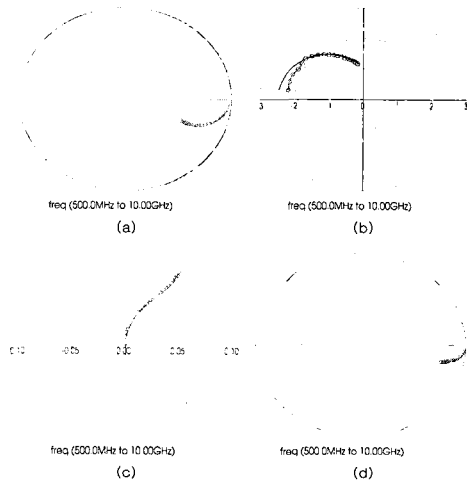 3 2 1 0 1 2 3
freq (500.0MHz to 10.00GHz)
(a)
freq (500.0MHz to 10.00GHz)
(b)
0.10 -0.05 0.00 0.05 0.10
freq (500.0MHz to 10.00GHz)
(c)
freq (500.0MHz to 10.00GHz)
(d)